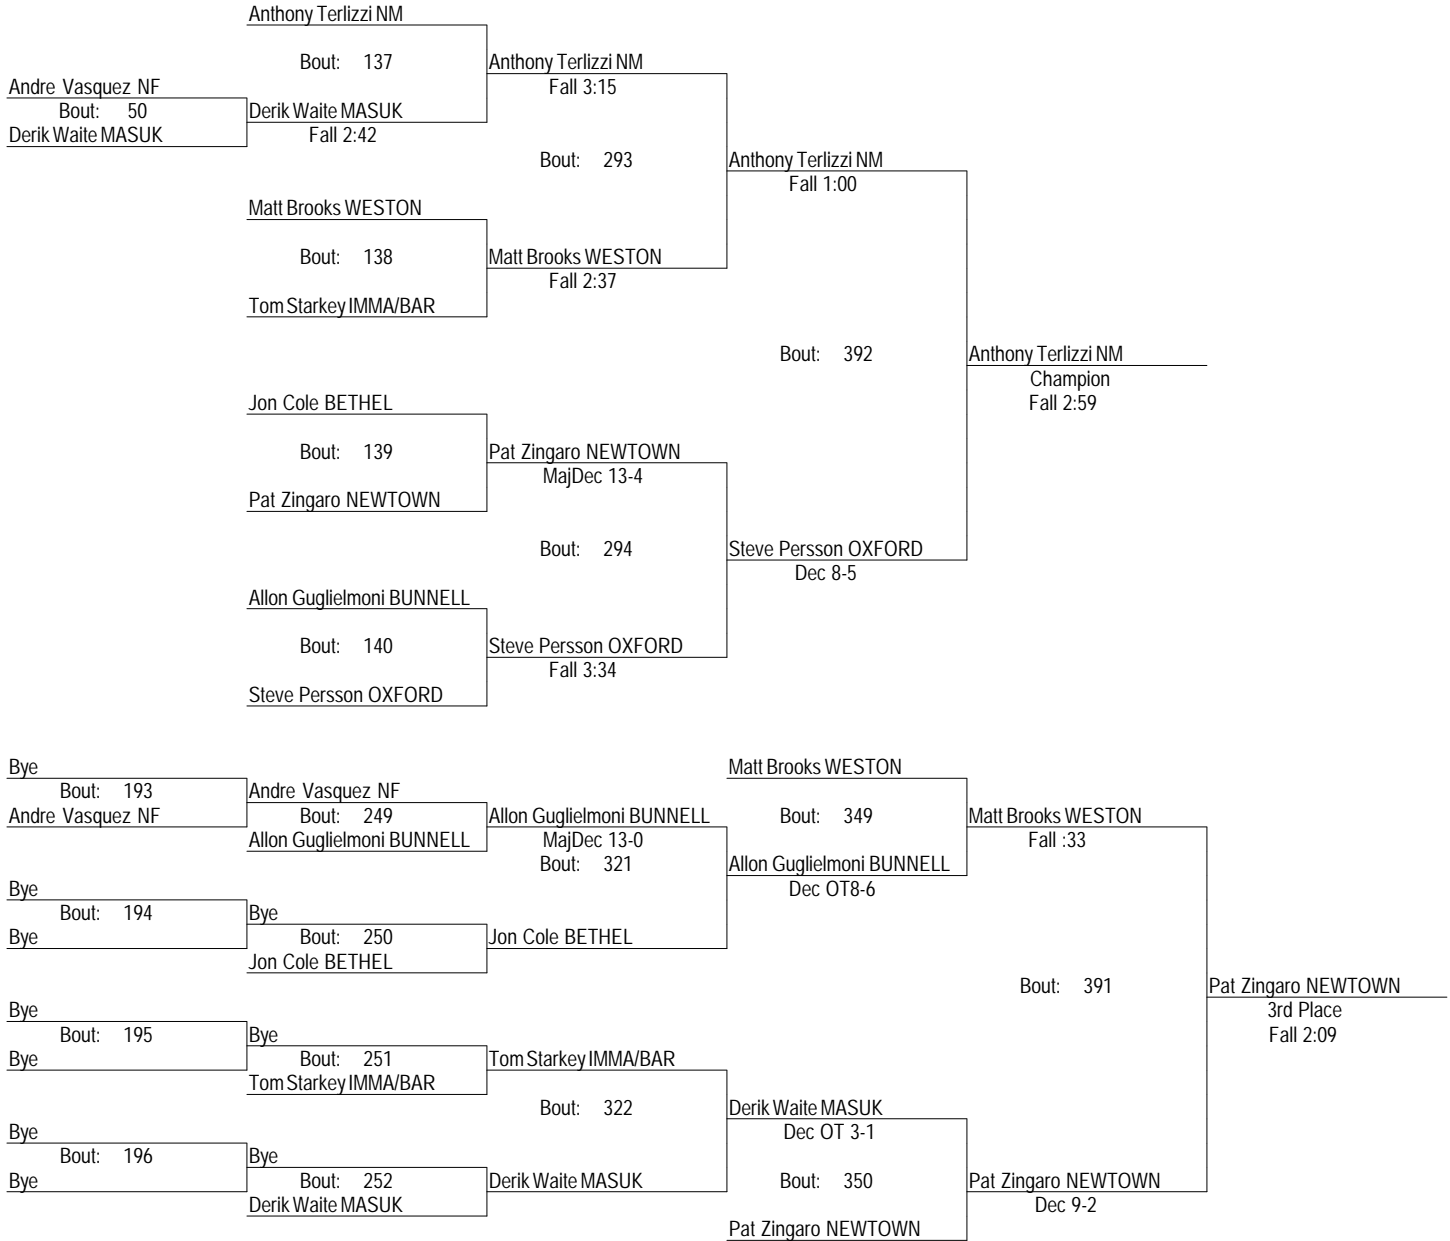 Anthony Terlizzi NM
Bout: 137
Anthony Terlizzi NM
Andre Vasquez NF
Fall 3:15
Bout: 50
Derik Waite MASUK
Derik Waite MASUK
Fall 2:42
Bout: 293
Anthony Terlizzi NM
Fall 1:00
Matt Brooks WESTON
Bout: 138
Matt Brooks WESTON
Fall 2:37
Tom Starkey IMMA/BAR
Bout: 392
Anthony Terlizzi NM
Champion
Fall 2:59
Jon Cole BETHEL
Bout: 139
Pat Zingaro NEWTOWN
MajDec 13-4
Pat Zingaro NEWTOWN
Bout: 294
Steve Persson OXFORD
Dec 8-5
Allon Guglielmoni BUNNELL
Bout: 140
Steve Persson OXFORD
Fall 3:34
Steve Persson OXFORD
Bye
Matt Brooks WESTON
Bout: 193
Andre Vasquez NF
Andre Vasquez NF
Bout: 249
Allon Guglielmoni BUNNELL
Bout: 349
Matt Brooks WESTON
Allon Guglielmoni BUNNELL
MajDec 13-0
Fall :33
Bout: 321
Allon Guglielmoni BUNNELL
Bye
Dec OT8-6
Bout: 194
Bye
Bye
Bout: 250
Jon Cole BETHEL
Jon Cole BETHEL
Bout: 391
Pat Zingaro NEWTOWN
Bye
3rd Place
Bout: 195
Bye
Fall 2:09
Bye
Bout: 251
Tom Starkey IMMA/BAR
Tom Starkey IMMA/BAR
Bout: 322
Derik Waite MASUK
Bye
Dec OT 3-1
Bout: 196
Bye
Bye
Bout: 252
Derik Waite MASUK
Bout: 350
Pat Zingaro NEWTOWN
Derik Waite MASUK
Dec 9-2
Pat Zingaro NEWTOWN